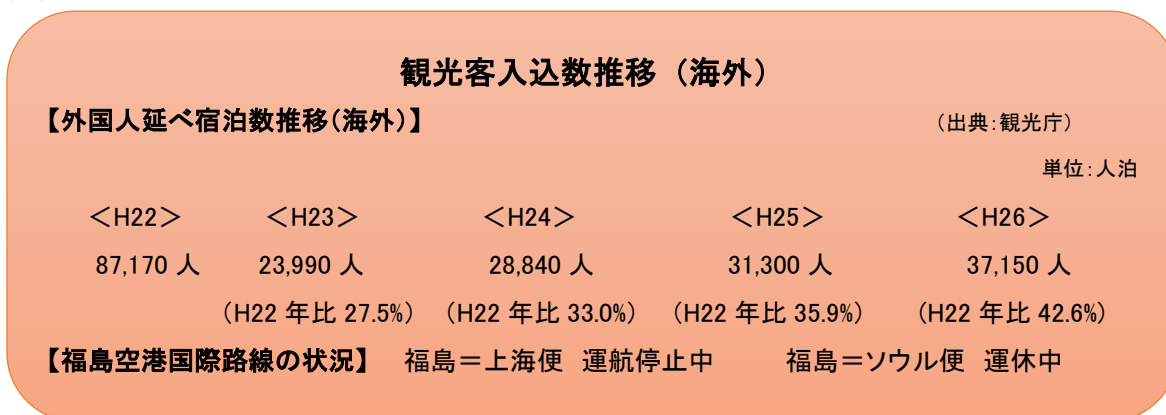 観光客入込数推移（海外）
【外国人延べ宿泊数推移（海外）】 （出典：観光庁）
単位：人泊
＜H22＞ ＜H23＞ ＜H24＞ ＜H25＞ ＜H26＞
87,170 人 23,990 人 28,840 人 31,300 人 37,150 人
（H22 年比 27.5%） （H22 年比 33.0%） （H22 年比 35.9%） （H22 年比 42.6%）
【福島空港国際路線の状況】 福島＝上海便 運航停止中 福島＝ソウル便 運休中